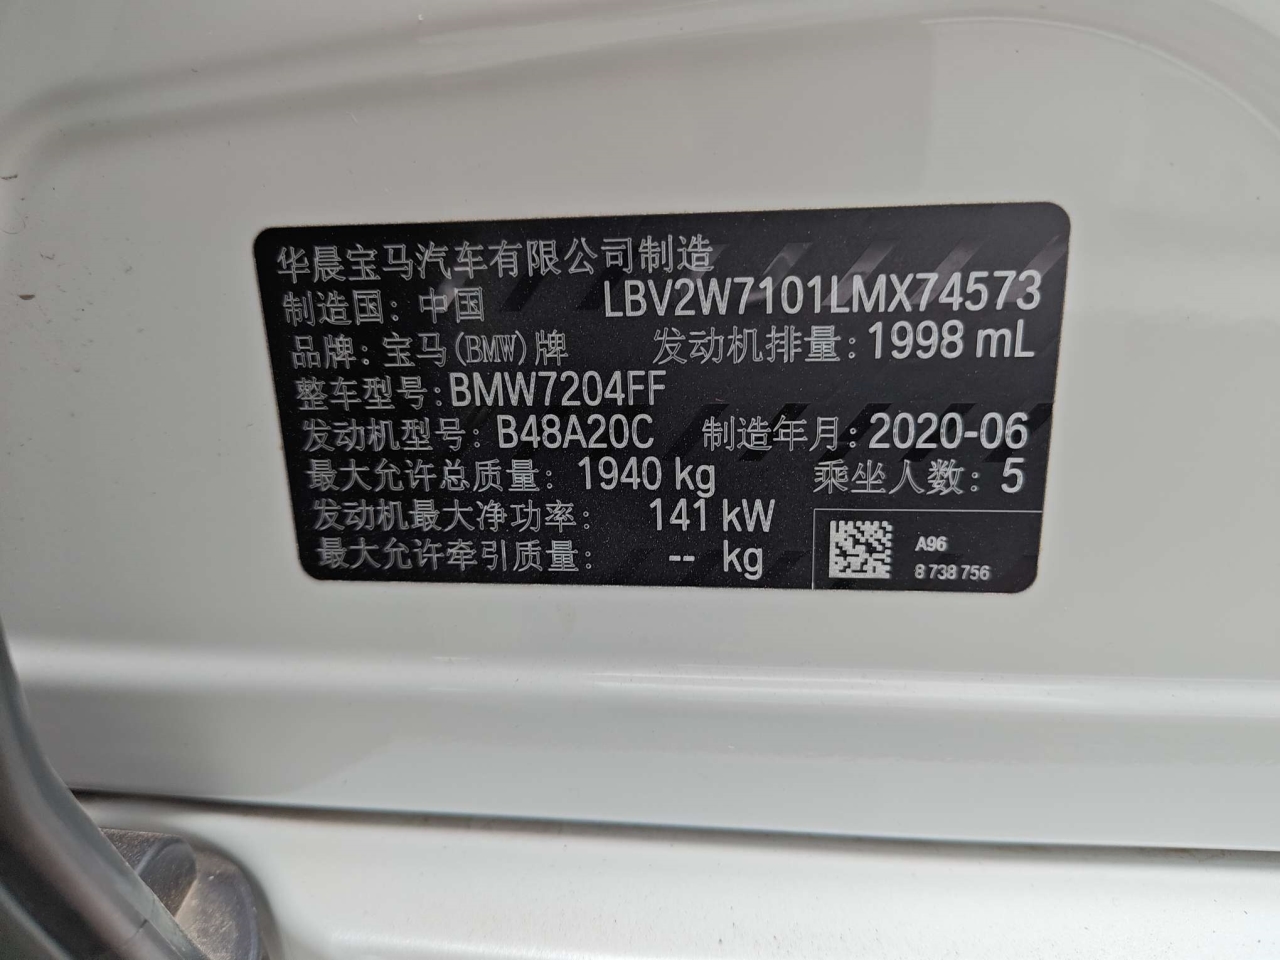 华晨宝马汽车有限公司制造
制造国: 中国 LBV2W7101LMX74573
品牌: 宝马(BMW)牌 发动机排量: 1998 mL
整车型号: BMW7204FF
发动机型号: B48A20C 制造年月: 2020-06
最大允许总质量: 1940 kg 乘坐人数: 5
发动机最大净功率: 141 kW
最大允许牵引质量: -- kg
A96
8 738 756